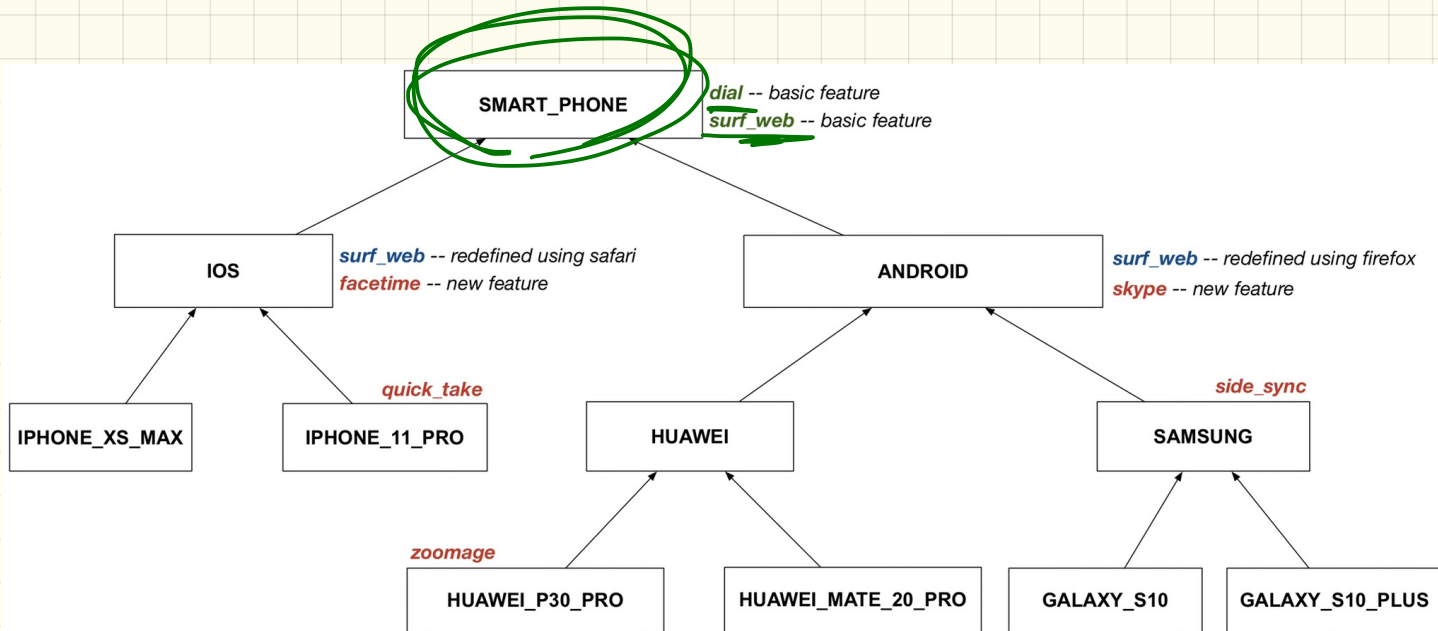 SMART_PHONE
dial -- basic feature
surf_web -- basic feature
IOS
surf_web -- redefined using safari
facetime -- new feature
ANDROID
surf_web -- redefined using firefox
skype -- new feature
IPHONE_XS_MAX
quick_take
IPHONE_11_PRO
HUAWEI
side_sync
SAMSUNG
zoomage
HUAWEI_P30_PRO
HUAWEI_MATE_20_PRO
GALAXY_S10
GALAXY_S10_PLUS